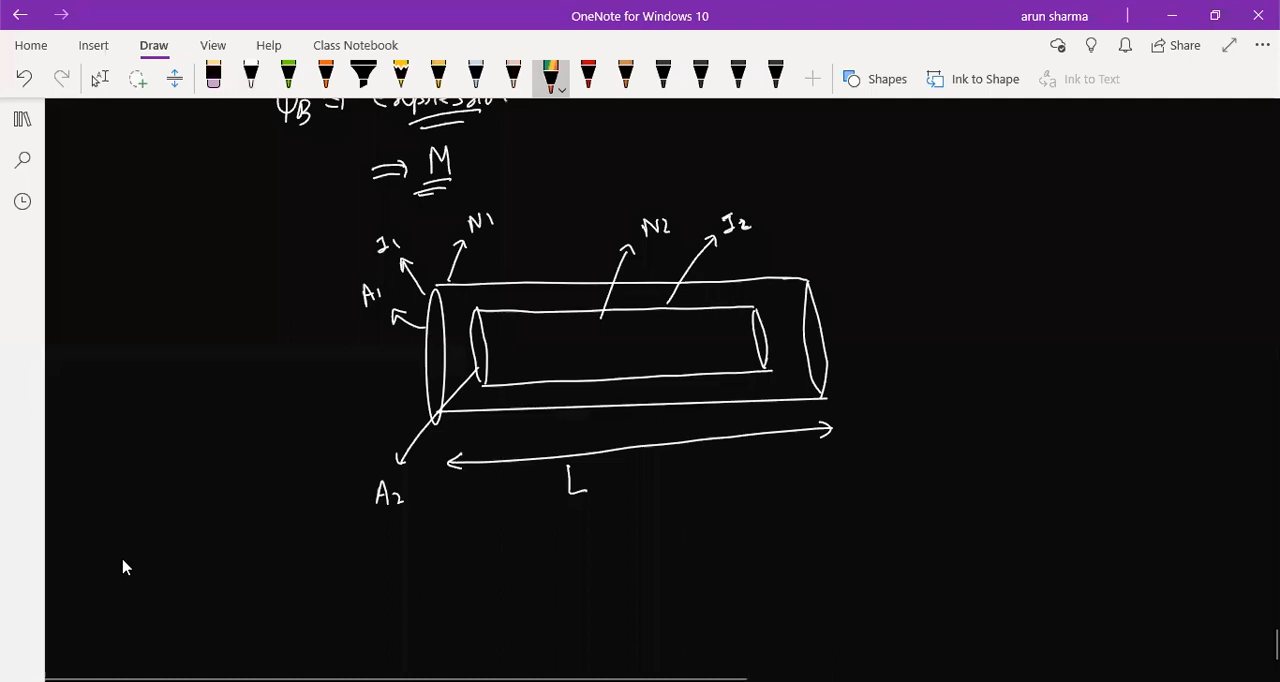 OneNote for Windows 10
arun sharma
Home Insert Draw View Help Class Notebook
Share
Shapes
Ink to Shape
Ink to Text
⇒ M
N1
N2
I2
I1
A1
A2
L